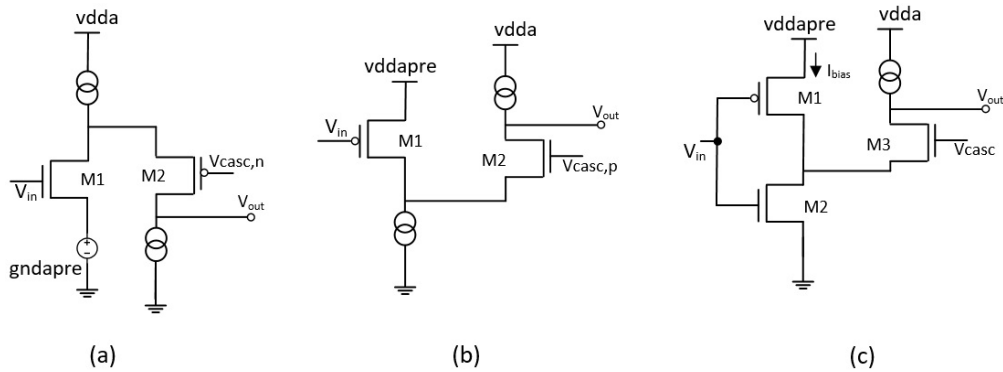 vdda
M1
M2
Vcasc,n
Vin
Vout
+
−
gndapre
(a)
vdda
vddapre
Vin
M1
Vout
M2
Vcasc,p
(b)
vddapre
vdda
Ibias
M1
Vout
Vin
M3
Vcasc
M2
(c)